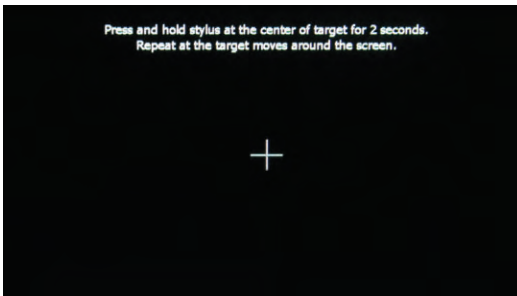 Press and hold stylus at the center of target for 2 seconds.
Repeat at the target moves around the screen.